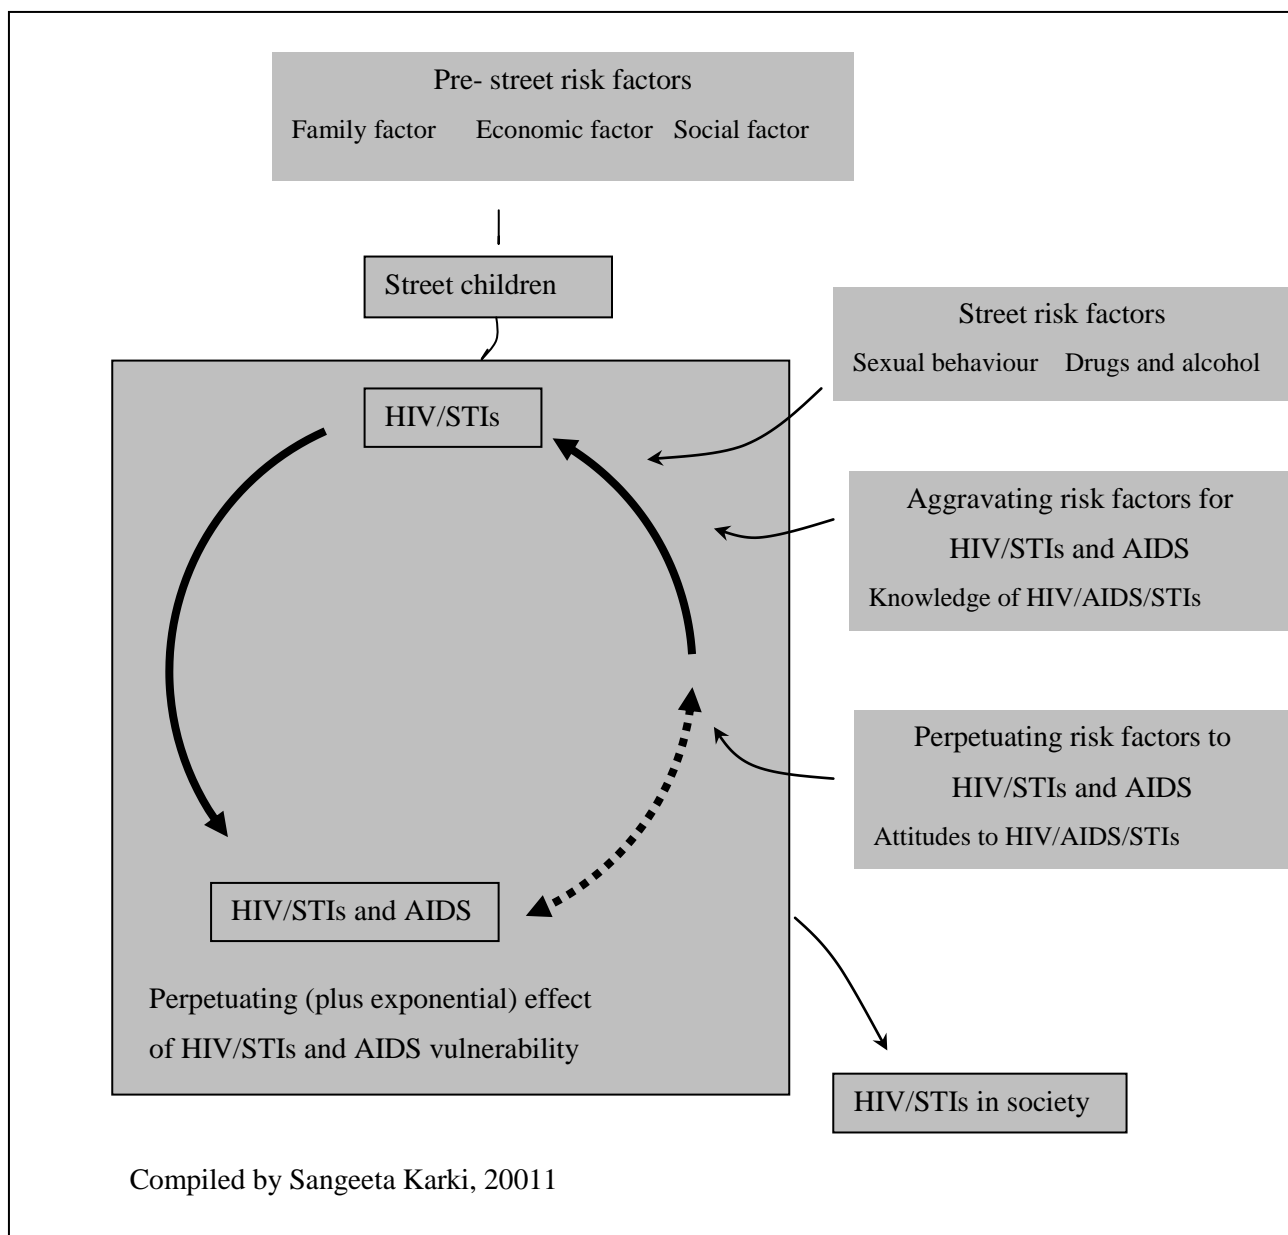 Pre- street risk factors
Family factor Economic factor Social factor
Street children
Street risk factors
Sexual behaviour Drugs and alcohol
HIV/STIs
Aggravating risk factors for
HIV/STIs and AIDS
Knowledge of HIV/AIDS/STIs
Perpetuating risk factors to
HIV/STIs and AIDS
Attitudes to HIV/AIDS/STIs
HIV/STIs and AIDS
Perpetuating (plus exponential) effect
of HIV/STIs and AIDS vulnerability
HIV/STIs in society
Compiled by Sangeeta Karki, 20011